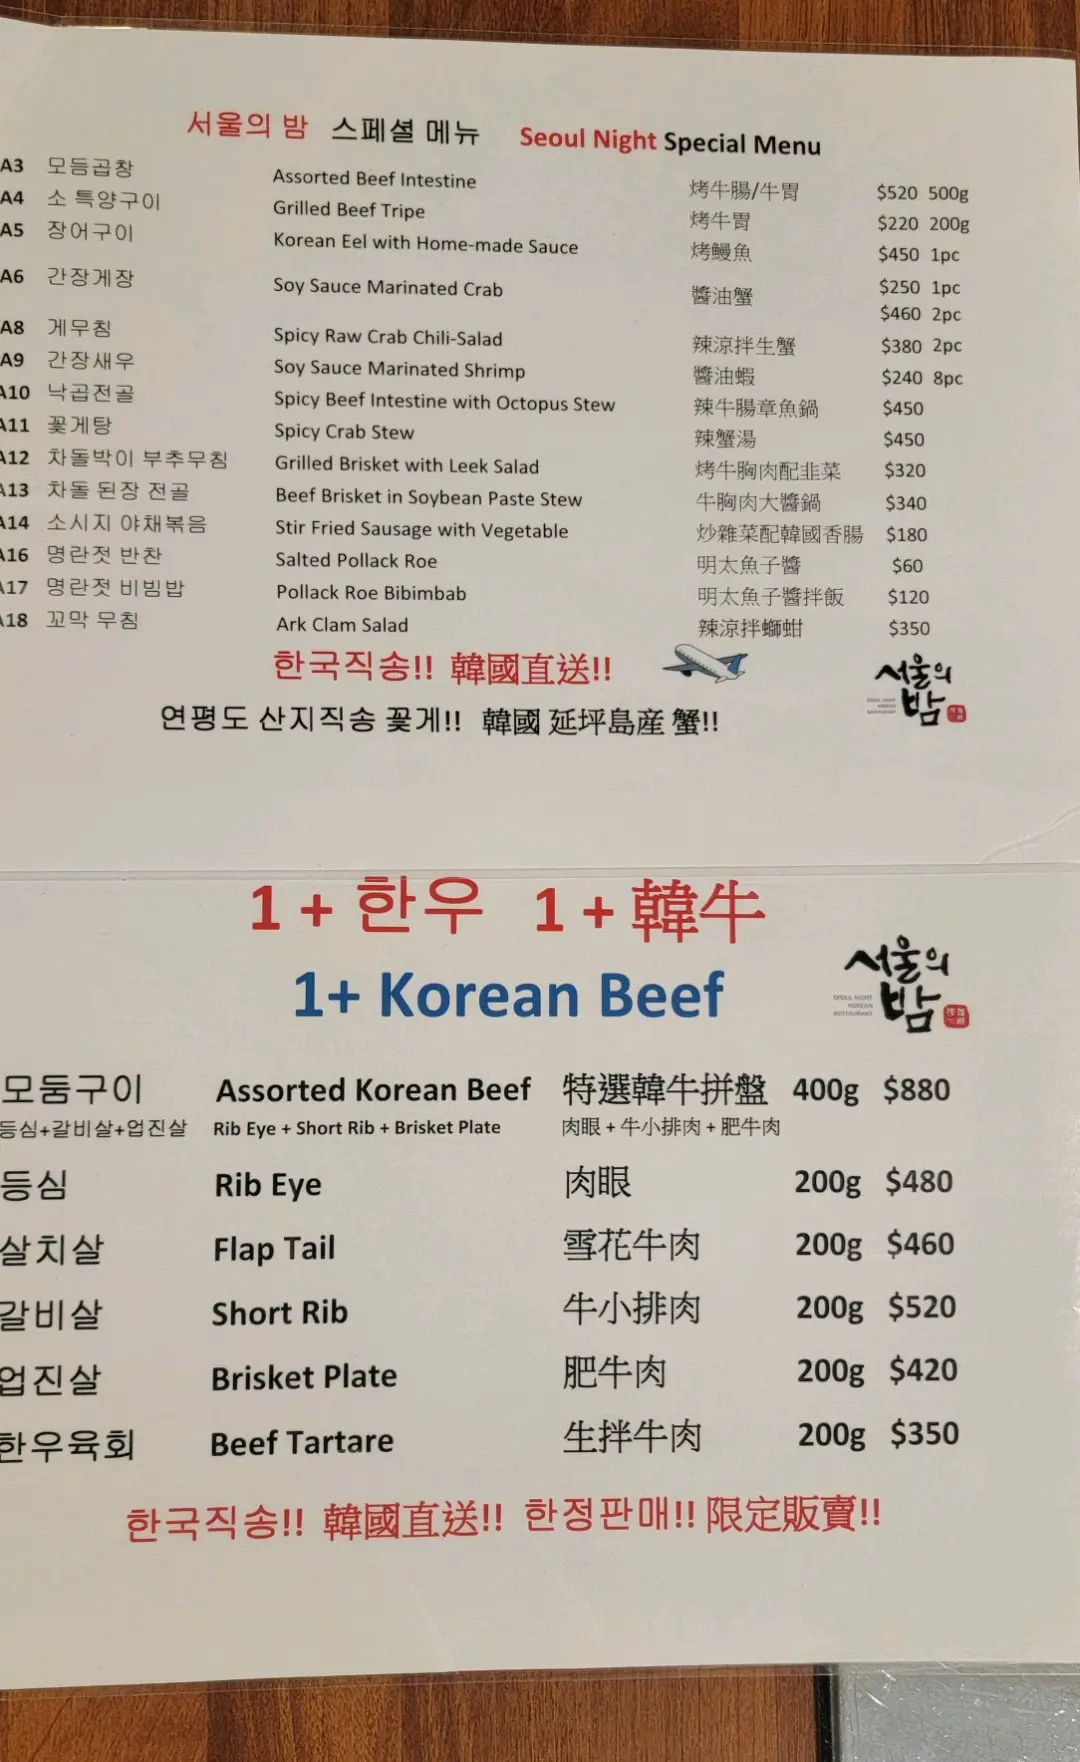 서울의 밤 스페셜 메뉴 Seoul Night Special Menu
A3 모듬곱창 Assorted Beef Intestine 烤牛腸/牛胃 $520 500g
A4 소 특양구이 Grilled Beef Tripe 烤牛胃 $220 200g
A5 장어구이 Korean Eel with Home-made Sauce 烤鰻魚 $450 1pc
A6 간장게장 Soy Sauce Marinated Crab 醬油蟹 $250 1pc
$460 2pc
A8 게무침 Spicy Raw Crab Chili-Salad 辣涼拌生蟹 $380 2pc
A9 간장새우 Soy Sauce Marinated Shrimp 醬油蝦 $240 8pc
A10 낙곱전골 Spicy Beef Intestine with Octopus Stew 辣牛腸章魚鍋 $450
A11 꽃게탕 Spicy Crab Stew 辣蟹湯 $450
A12 차돌박이 부추무침 Grilled Brisket with Leek Salad 烤牛胸肉配韭菜 $320
A13 차돌 된장 전골 Beef Brisket in Soybean Paste Stew 牛胸肉大醬鍋 $340
A14 소시지 야채볶음 Stir Fried Sausage with Vegetable 炒雜菜配韓國香腸 $180
A16 명란젓 반찬 Salted Pollack Roe 明太魚子醬 $60
A17 명란젓 비빔밥 Pollack Roe Bibimbab 明太魚子醬拌飯 $120
A18 꼬막 무침 Ark Clam Salad 辣涼拌螄蚶 $350
한국직송!! 韓國直送!!
연평도 산지직송 꽃게!! 韓國 延坪島産 蟹!!
서울의
밤
SEOUL NIGHT
KOREAN
RESTAURANT
1 + 한우 1 + 韓牛
1+ Korean Beef
서울의
밤
SEOUL NIGHT
KOREAN
RESTAURANT
모둠구이 Assorted Korean Beef 特選韓牛拼盤 400g $880
등심+갈비살+업진살 Rib Eye + Short Rib + Brisket Plate 肉眼 + 牛小排肉 + 肥牛肉
등심 Rib Eye 肉眼 200g $480
살치살 Flap Tail 雪花牛肉 200g $460
갈비살 Short Rib 牛小排肉 200g $520
업진살 Brisket Plate 肥牛肉 200g $420
한우육회 Beef Tartare 生拌牛肉 200g $350
한국직송!! 韓國直送!! 한정판매!! 限定販賣!!